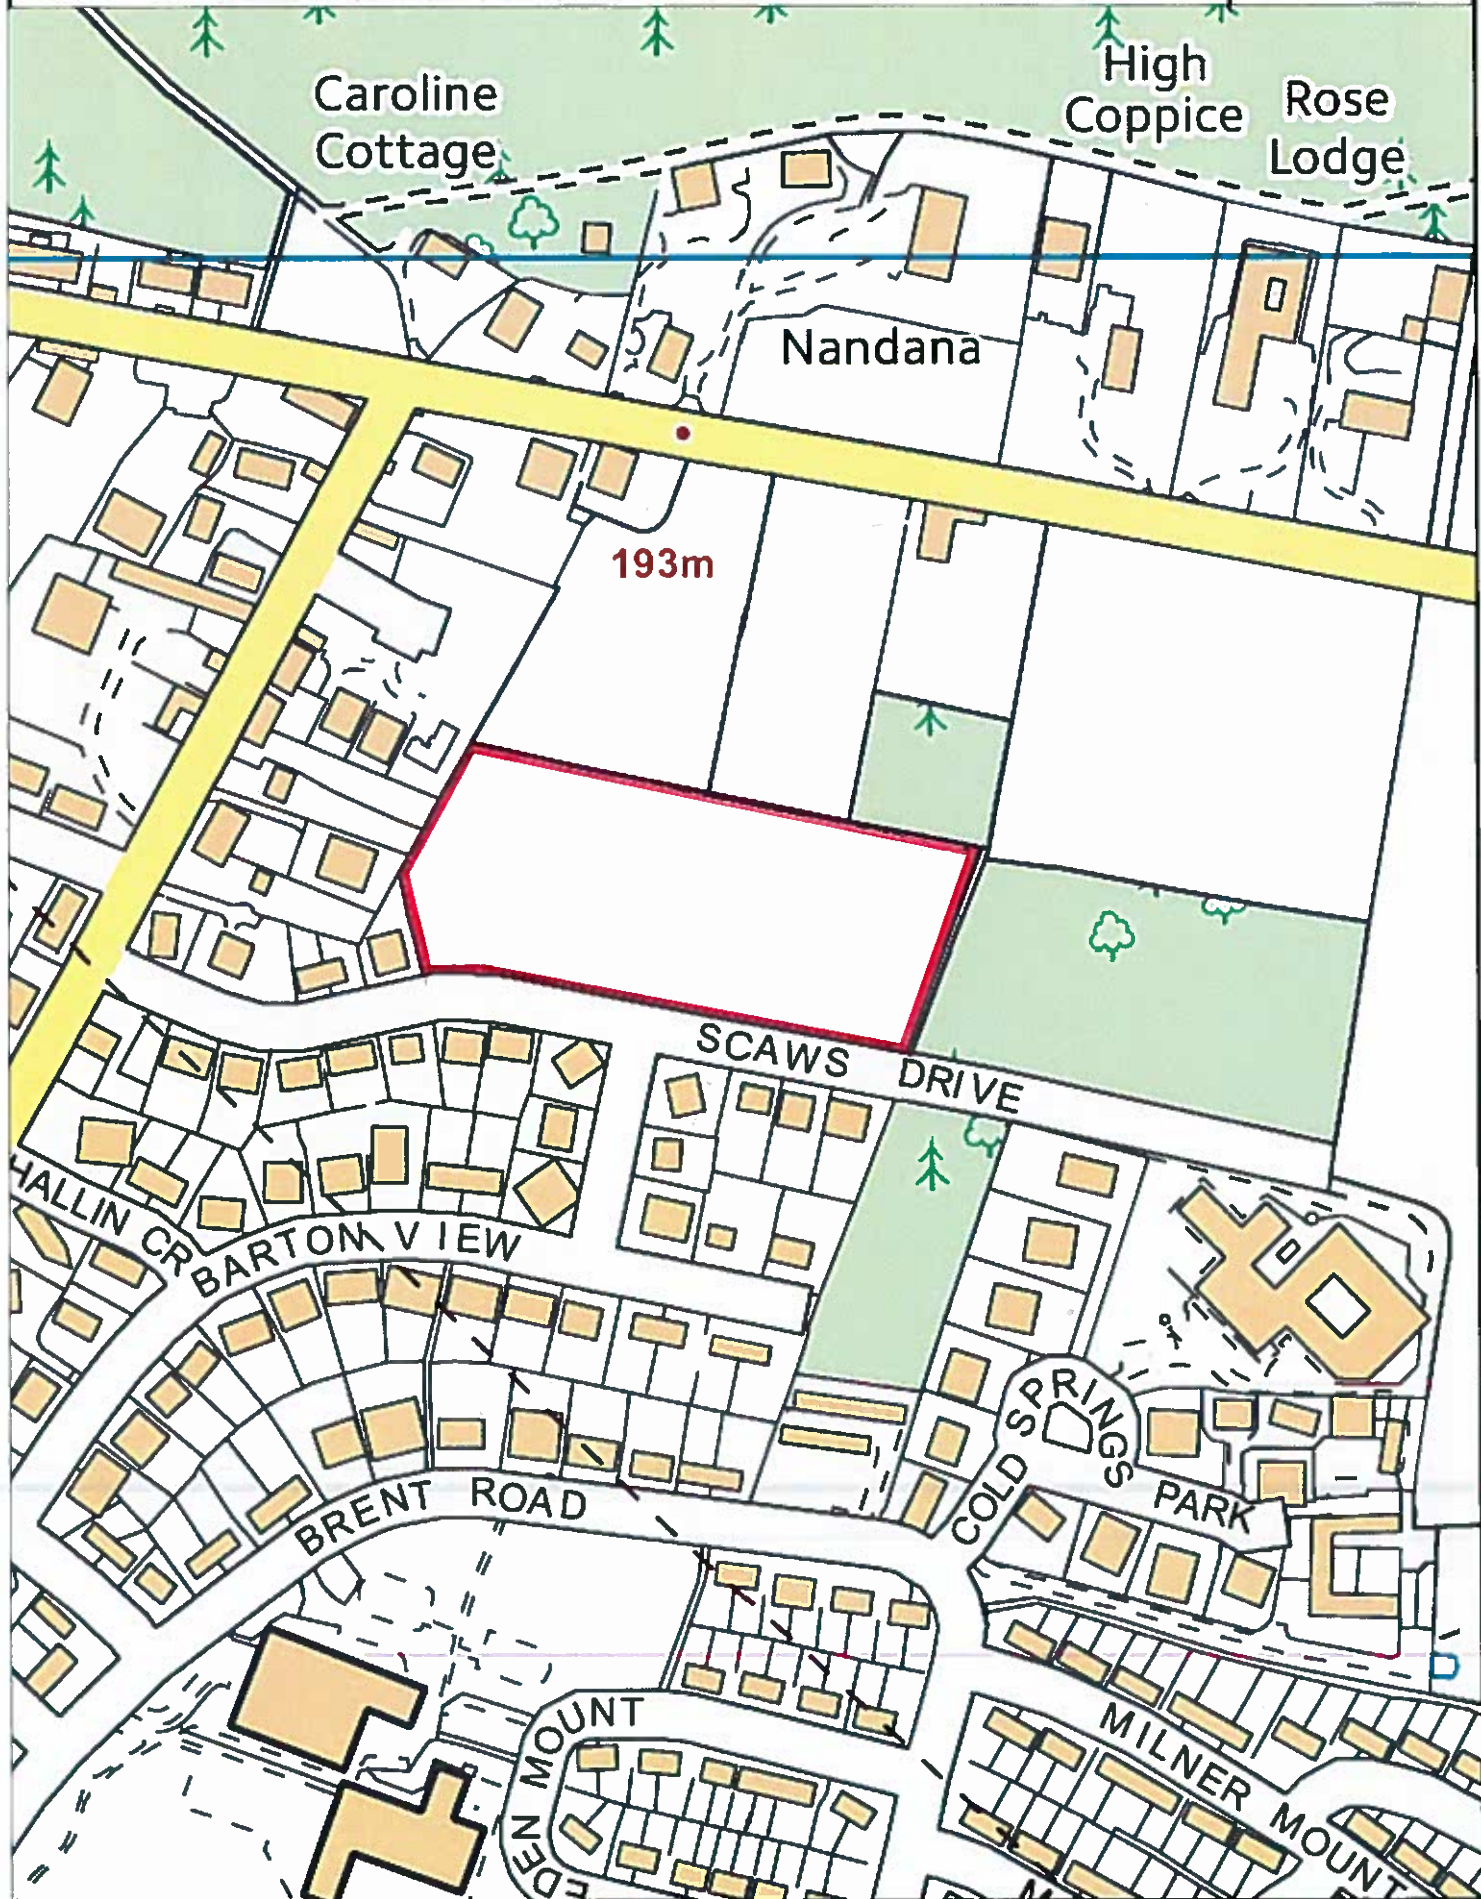 Caroline
Cottage
High
Coppice
Rose
Lodge
Nandana
193m
SCAWS DRIVE
HALLIN CR
BARTON VIEW
COLD SPRINGS PARK
BRENT ROAD
EDEN MOUNT
MILNER MOUNT